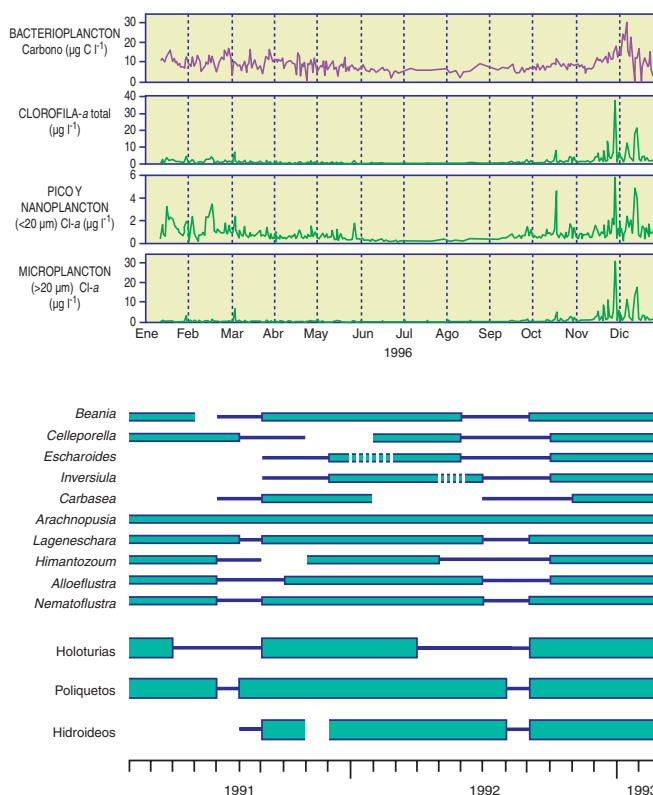 BACTERIOPLANCTON
Carbono (µg C l⁻¹)
30
20
10
0
CLOROFILA-a total
(µg l⁻¹)
40
30
20
10
0
PICO Y
NANOPLANCTON
(<20 µm) Cl-a (µg l⁻¹)
6
4
2
0
MICROPLANCTON
(>20 µm) Cl-a
(µg l⁻¹)
30
20
10
0
Ene Feb Mar Abr May Jun Jul Ago Sep Oct Nov Dic
1996
Beania
Celleporella
Escharoides
Inversiula
Carbasea
Arachnopusia
Lageneschara
Himantozoum
Alloeflustra
Nematoflustra
Holoturias
Poliquetos
Hidroideos
1991 1992 1993